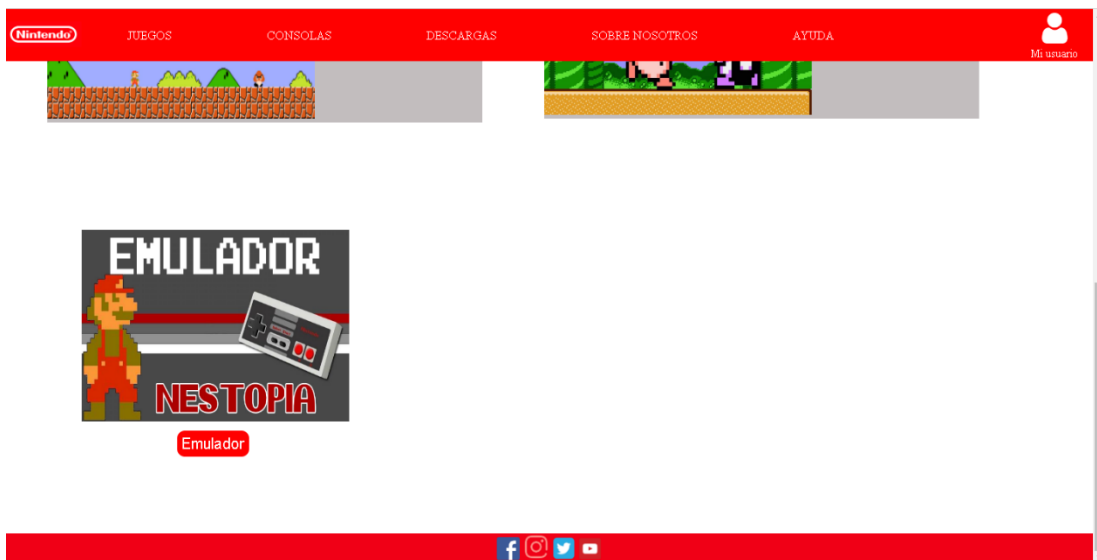 Nintendo
JUEGOS
CONSOLAS
DESCARGAS
SOBRE NOSOTROS
AYUDA
Mi usuario
EMULADOR
NESTOPIA
Emulador